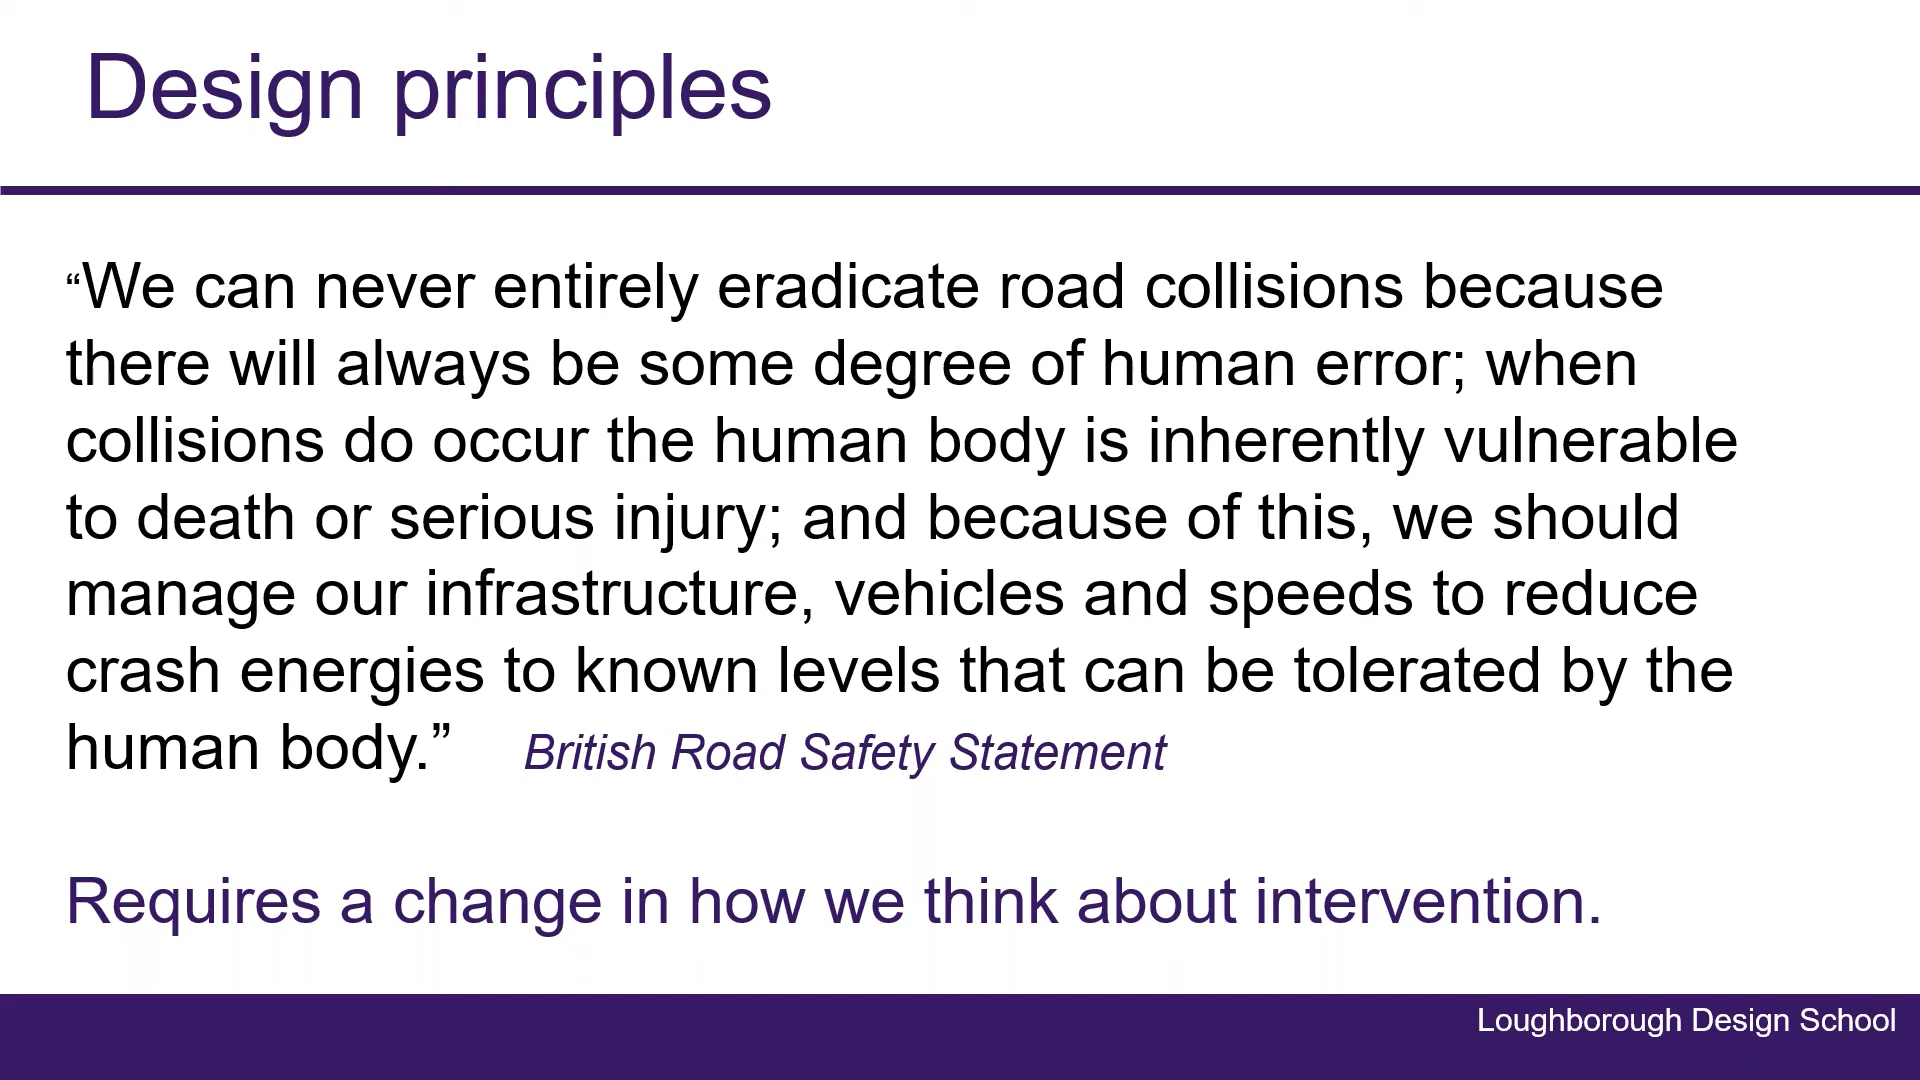 Design principles
“We can never entirely eradicate road collisions because
there will always be some degree of human error; when
collisions do occur the human body is inherently vulnerable
to death or serious injury; and because of this, we should
manage our infrastructure, vehicles and speeds to reduce
crash energies to known levels that can be tolerated by the
human body.” British Road Safety Statement
Requires a change in how we think about intervention.
Loughborough Design School